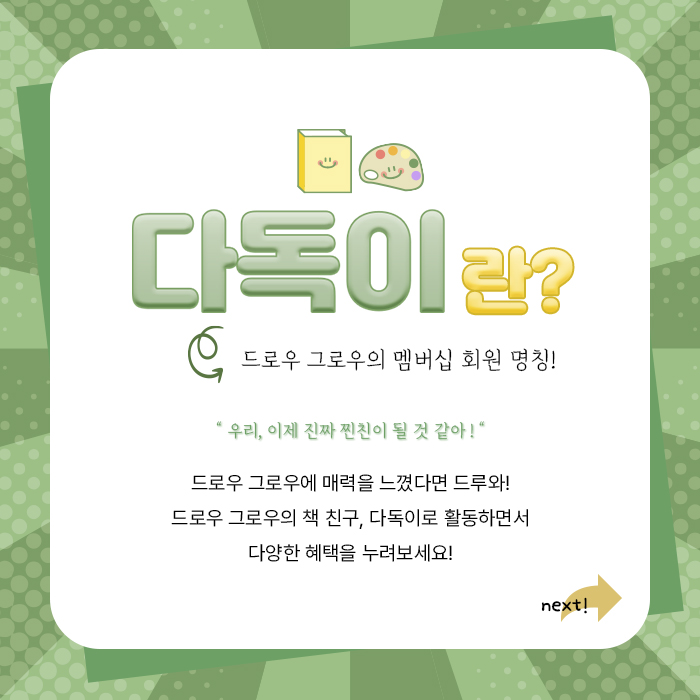 다독이란?
드로우 그로우의 멤버십 회원 명칭!
“ 우리, 이제 진짜 찐친이 될 것 같아 ! “
드로우 그로우에 매력을 느꼈다면 드루와!
드로우 그로우의 책 친구, 다독이로 활동하면서
다양한 혜택을 누려보세요!
next!